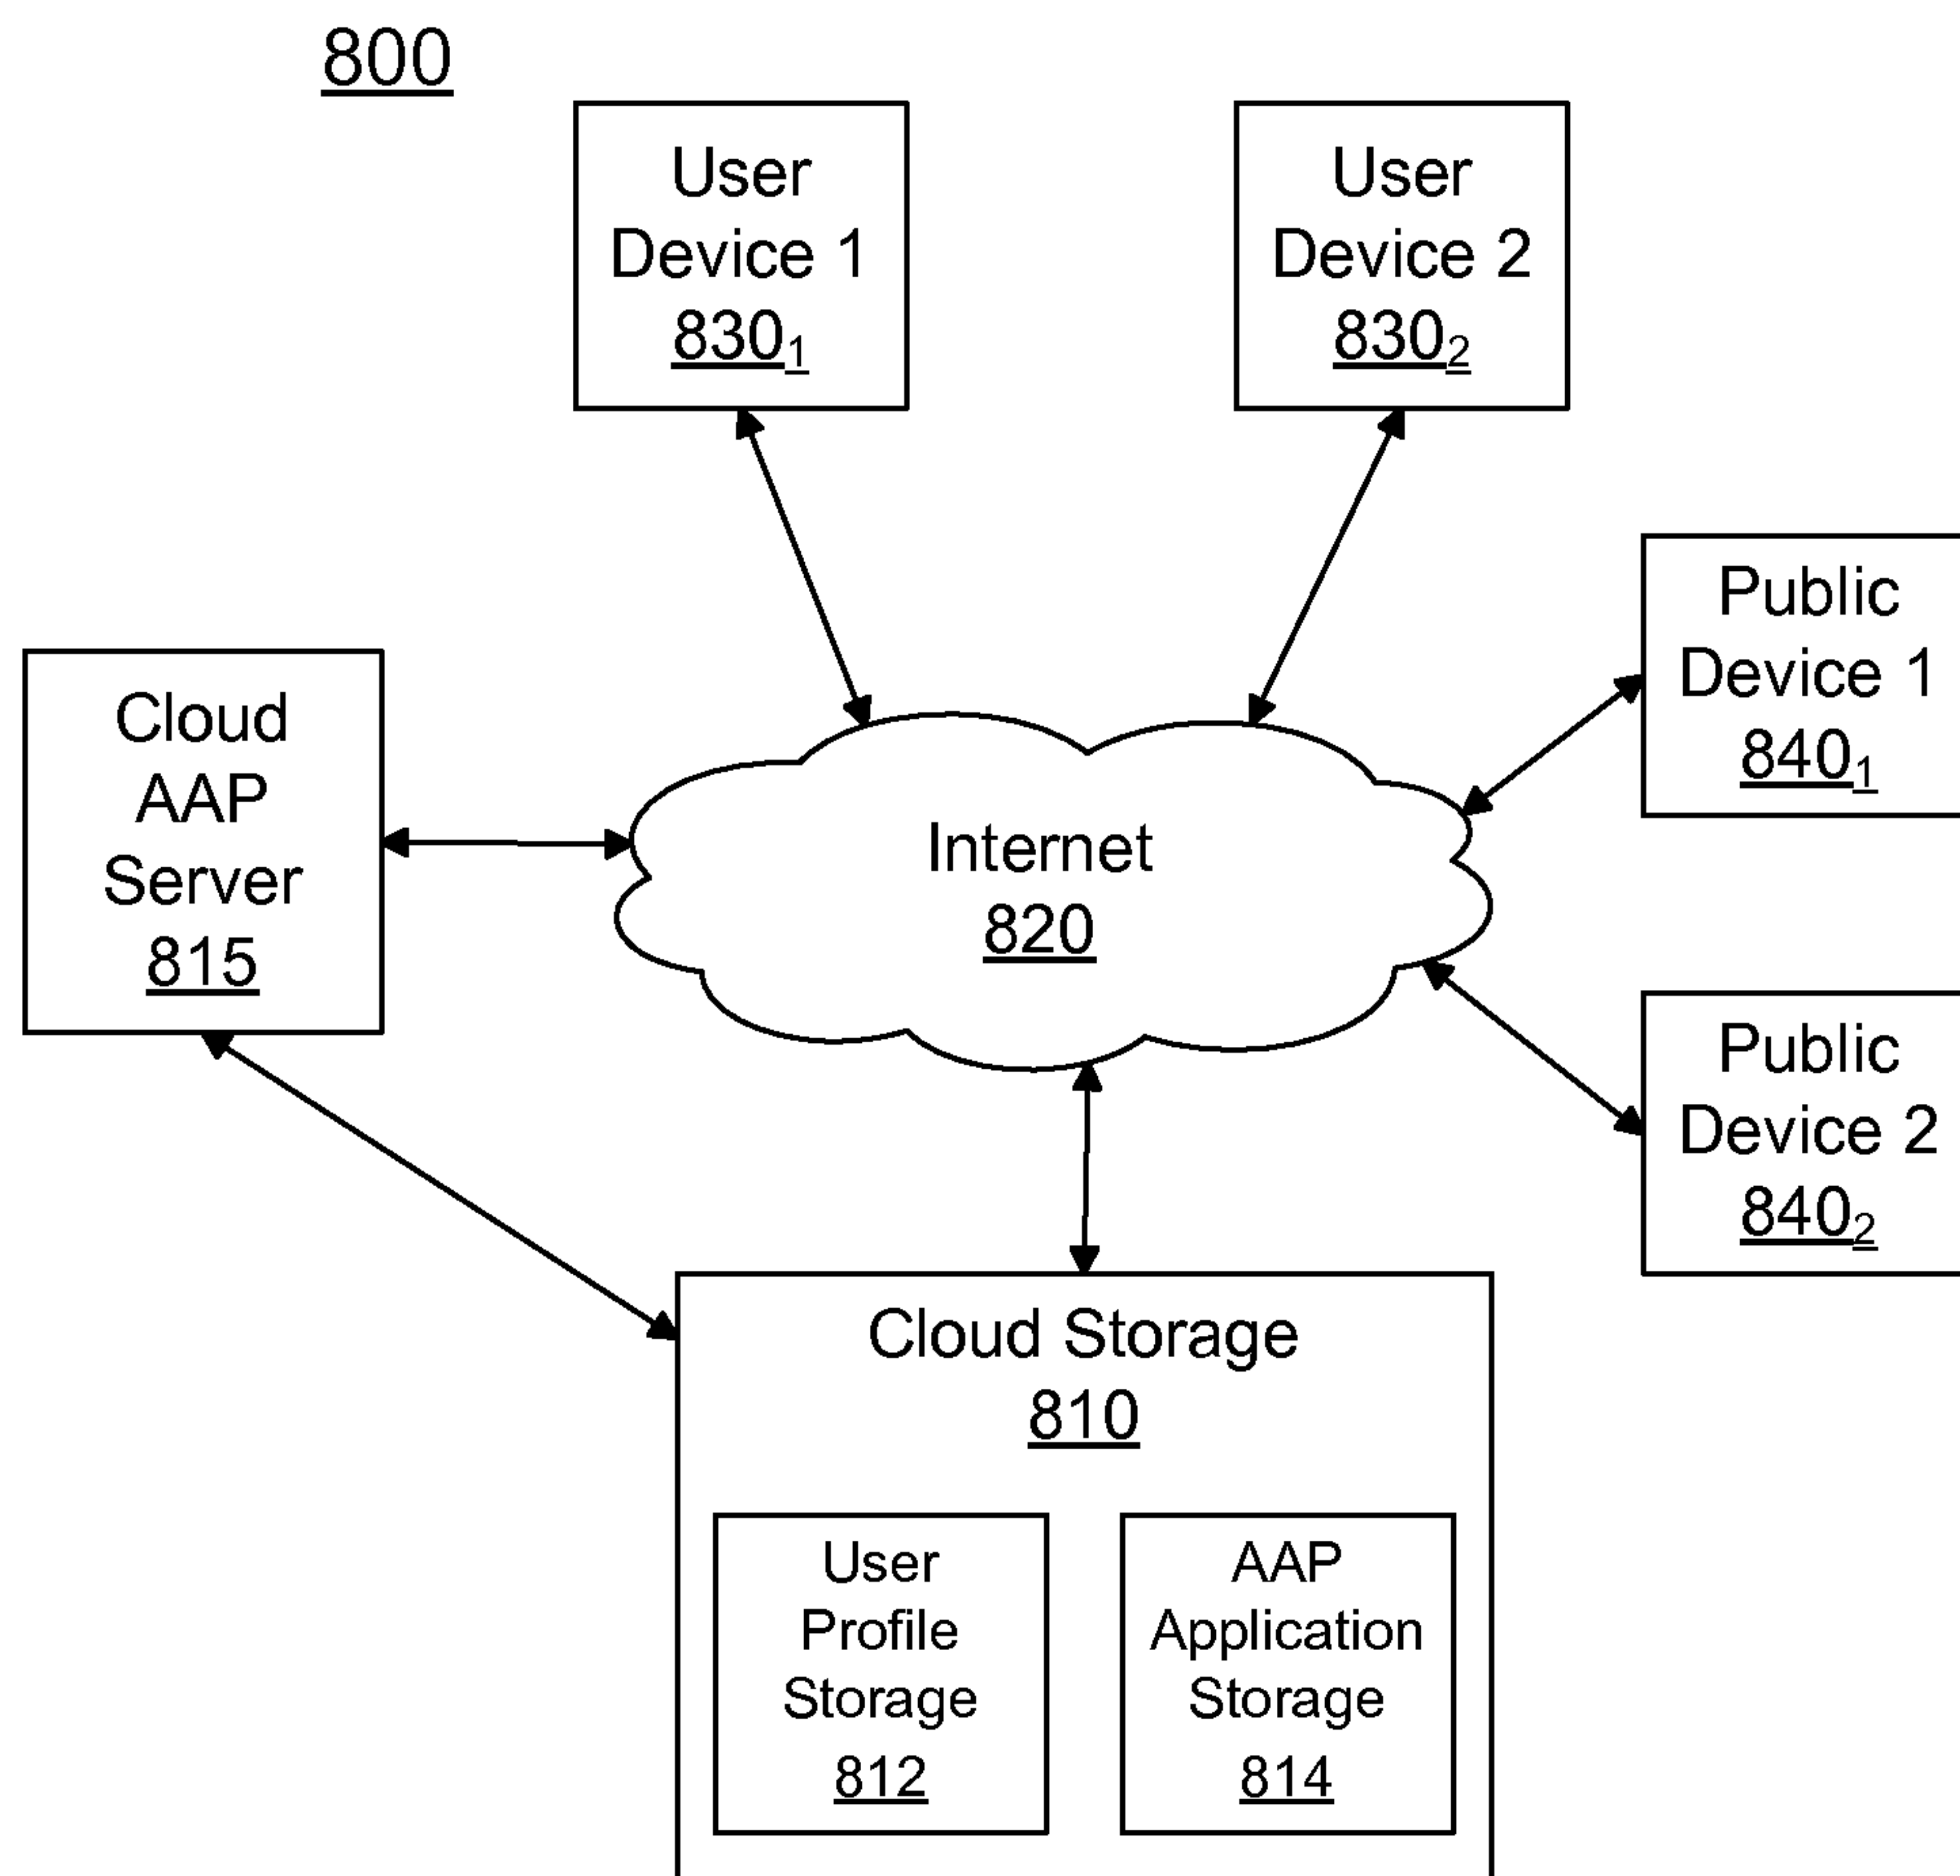 800
User
Device 1
830₁
User
Device 2
830₂
Public
Device 1
840₁
Cloud
AAP
Server
815
Internet
820
Public
Device 2
840₂
Cloud Storage
810
User
Profile
Storage
812
AAP
Application
Storage
814